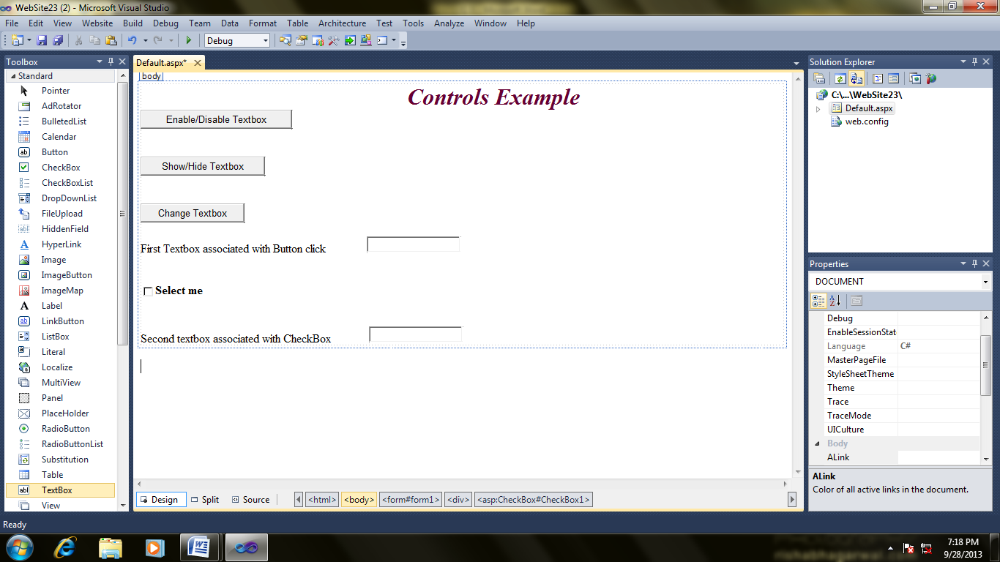 WebSite23 (2) - Microsoft Visual Studio
File Edit View Website Build Debug Team Data Format Table Architecture Test Tools Analyze Window Help
Debug
Toolbox
Standard
Pointer
AdRotator
BulletedList
Calendar
Button
CheckBox
CheckBoxList
DropDownList
FileUpload
HiddenField
HyperLink
Image
ImageButton
ImageMap
Label
LinkButton
ListBox
Literal
Localize
MultiView
Panel
PlaceHolder
RadioButton
RadioButtonList
Substitution
Table
TextBox
View
Default.aspx*
body
Controls Example
Enable/Disable Textbox
Show/Hide Textbox
Change Textbox
First Textbox associated with Button click
Select me
Second textbox associated with CheckBox
Design Split Source <html> <body> <form#form1> <div> <asp:CheckBox#CheckBox1>
Solution Explorer
C:\...\WebSite23\
Default.aspx
web.config
Properties
DOCUMENT
Debug
EnableSessionStat
Language C#
MasterPageFile
StyleSheetTheme
Theme
Trace
TraceMode
UICulture
Body
ALink
ALink
Color of all active links in the document.
Ready
7:18 PM
9/28/2013